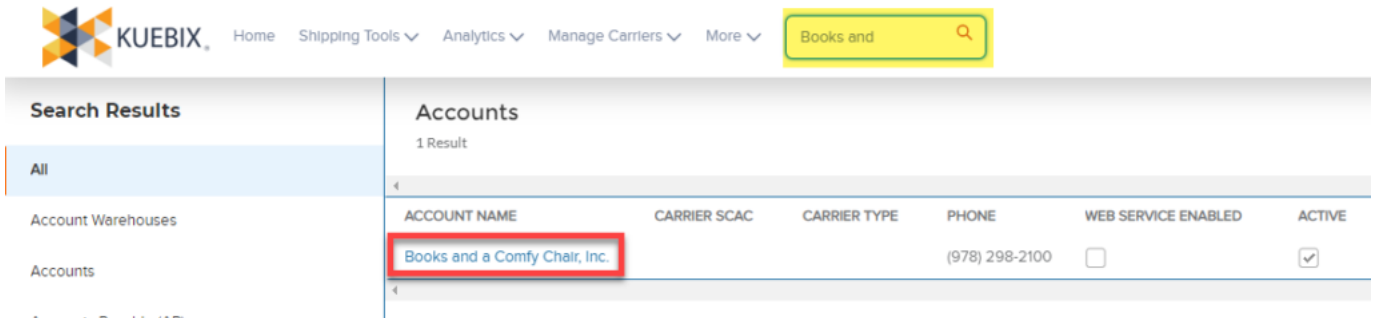 KUEBIX® Home Shipping Tools Analytics Manage Carriers More Books and
Search Results
All
Account Warehouses
Accounts
Accounts
1 Result
ACCOUNT NAME CARRIER SCAC CARRIER TYPE PHONE WEB SERVICE ENABLED ACTIVE
Books and a Comfy Chair, Inc. (978) 298-2100